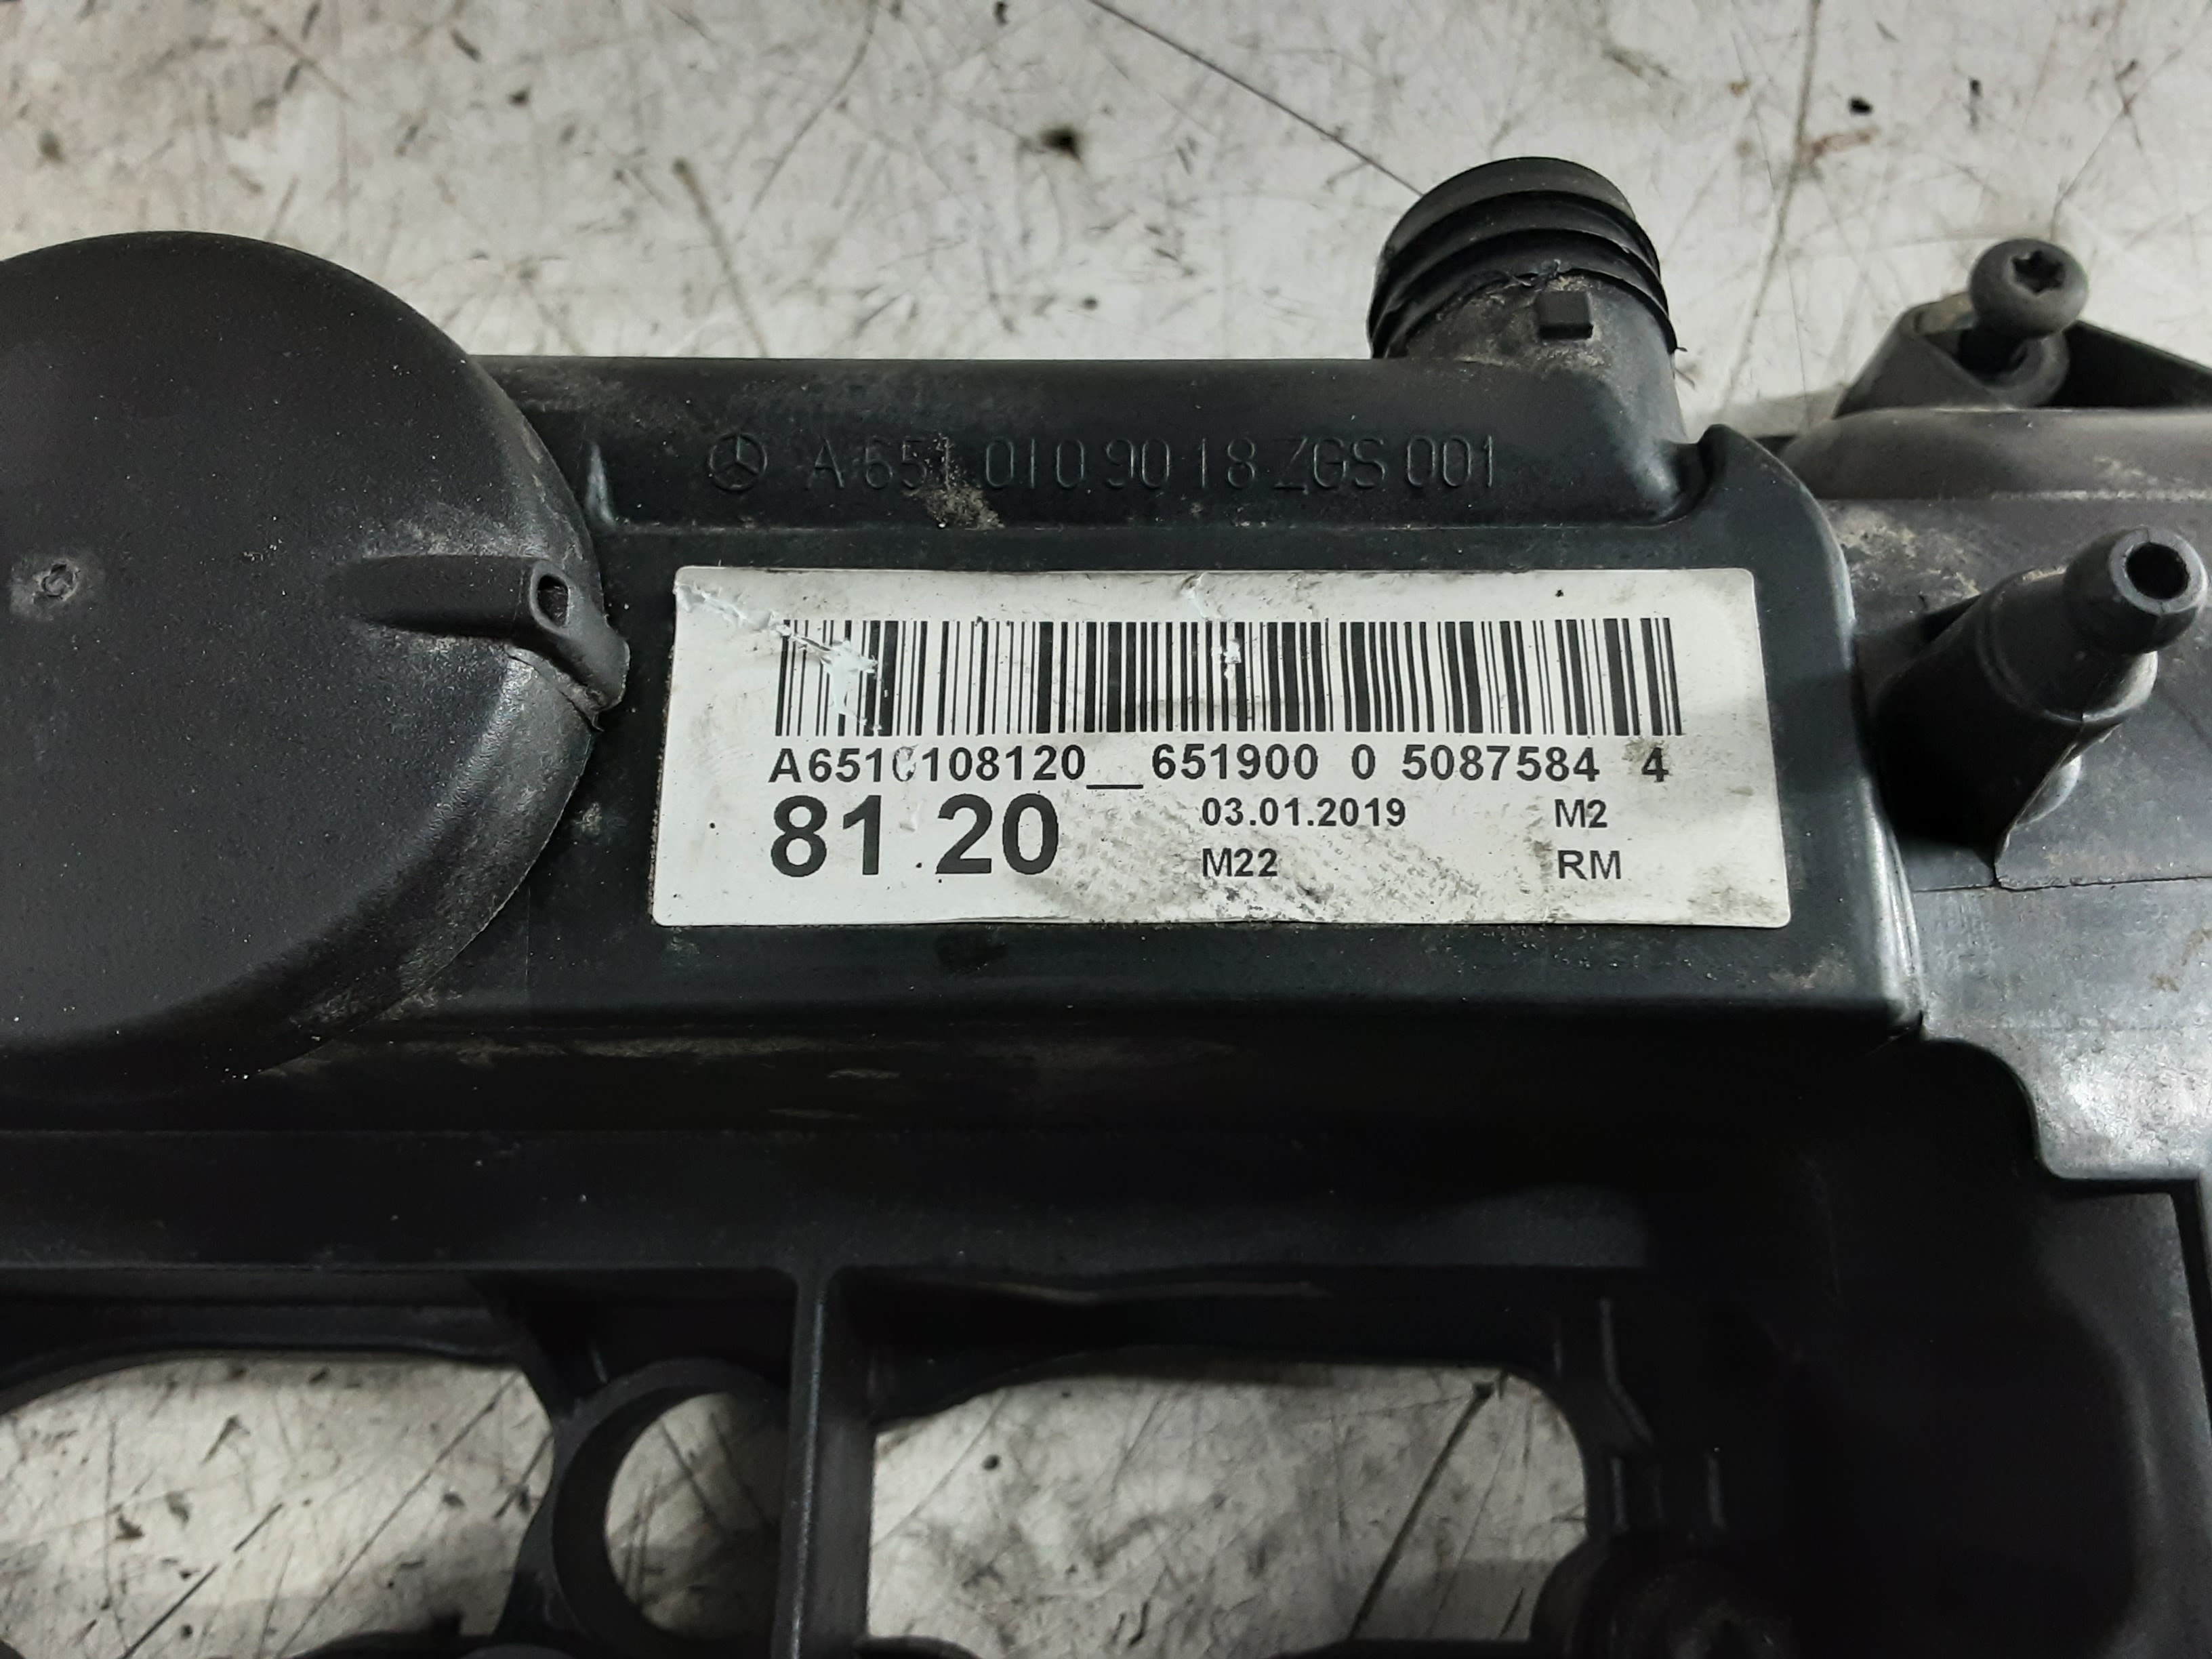 A 651 010 90 18 ZGS 001
A6510108120__651900 0 5087584 4
81 20 03.01.2019 M2
M22 RM